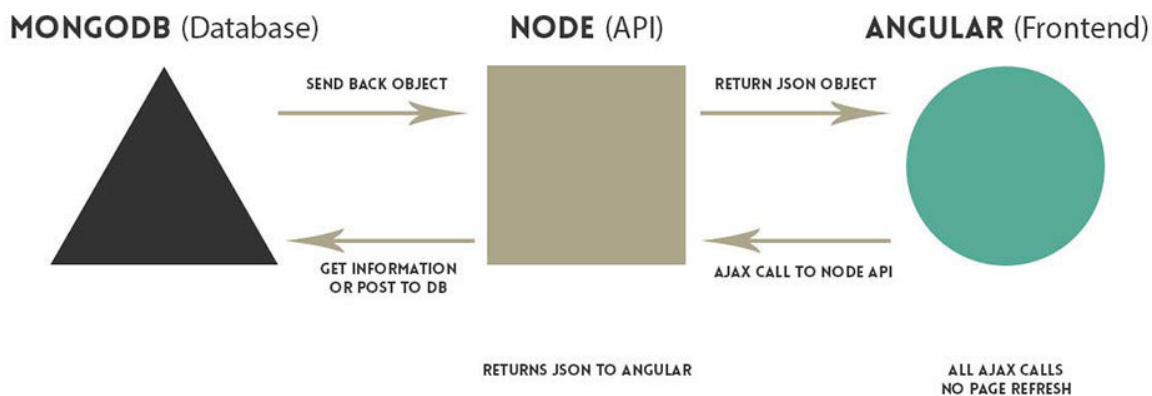 MONGODB (Database)
NODE (API)
ANGULAR (Frontend)
SEND BACK OBJECT
RETURN JSON OBJECT
GET INFORMATION
OR POST TO DB
AJAX CALL TO NODE API
RETURNS JSON TO ANGULAR
ALL AJAX CALLS
NO PAGE REFRESH